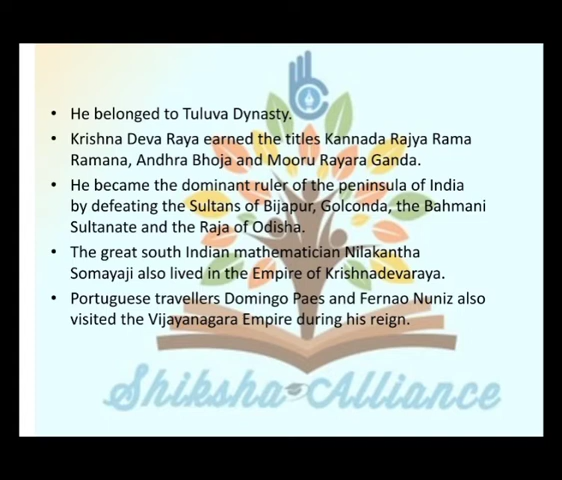 • He belonged to Tuluva Dynasty.
• Krishna Deva Raya earned the titles Kannada Rajya Rama
Ramana, Andhra Bhoja and Mooru Rayara Ganda.
• He became the dominant ruler of the peninsula of India
by defeating the Sultans of Bijapur, Golconda, the Bahmani
Sultanate and the Raja of Odisha.
• The great south Indian mathematician Nilakantha
Somayaji also lived in the Empire of Krishnadevaraya.
• Portuguese travellers Domingo Paes and Fernao Nuniz also
visited the Vijayanagara Empire during his reign.
Shiksha Alliance